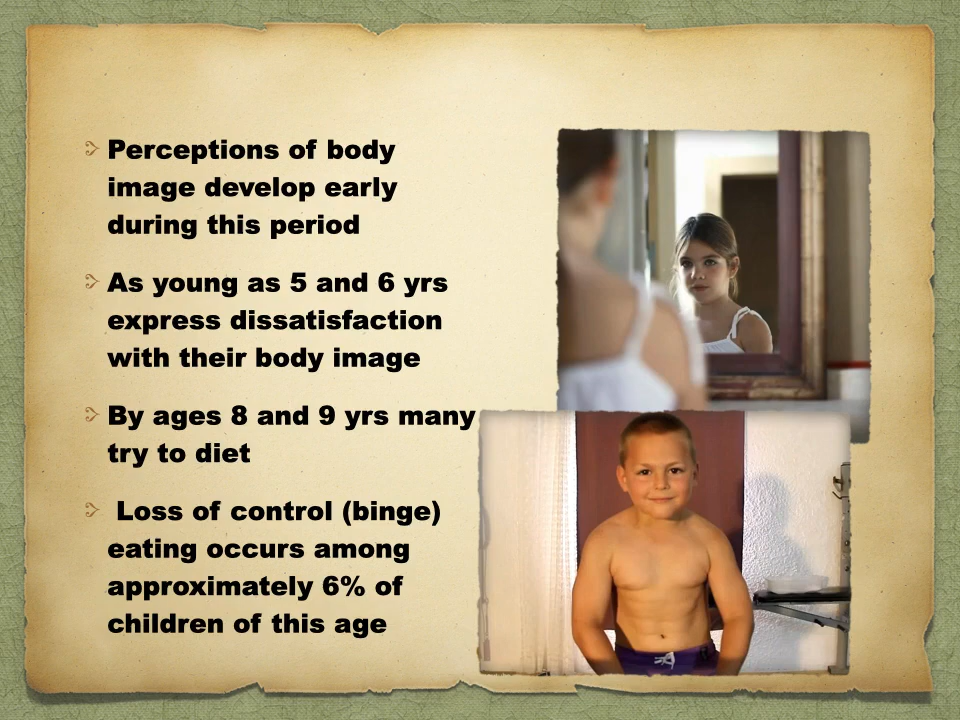 Perceptions of body
image develop early
during this period
As young as 5 and 6 yrs
express dissatisfaction
with their body image
By ages 8 and 9 yrs many
try to diet
Loss of control (binge)
eating occurs among
approximately 6% of
children of this age